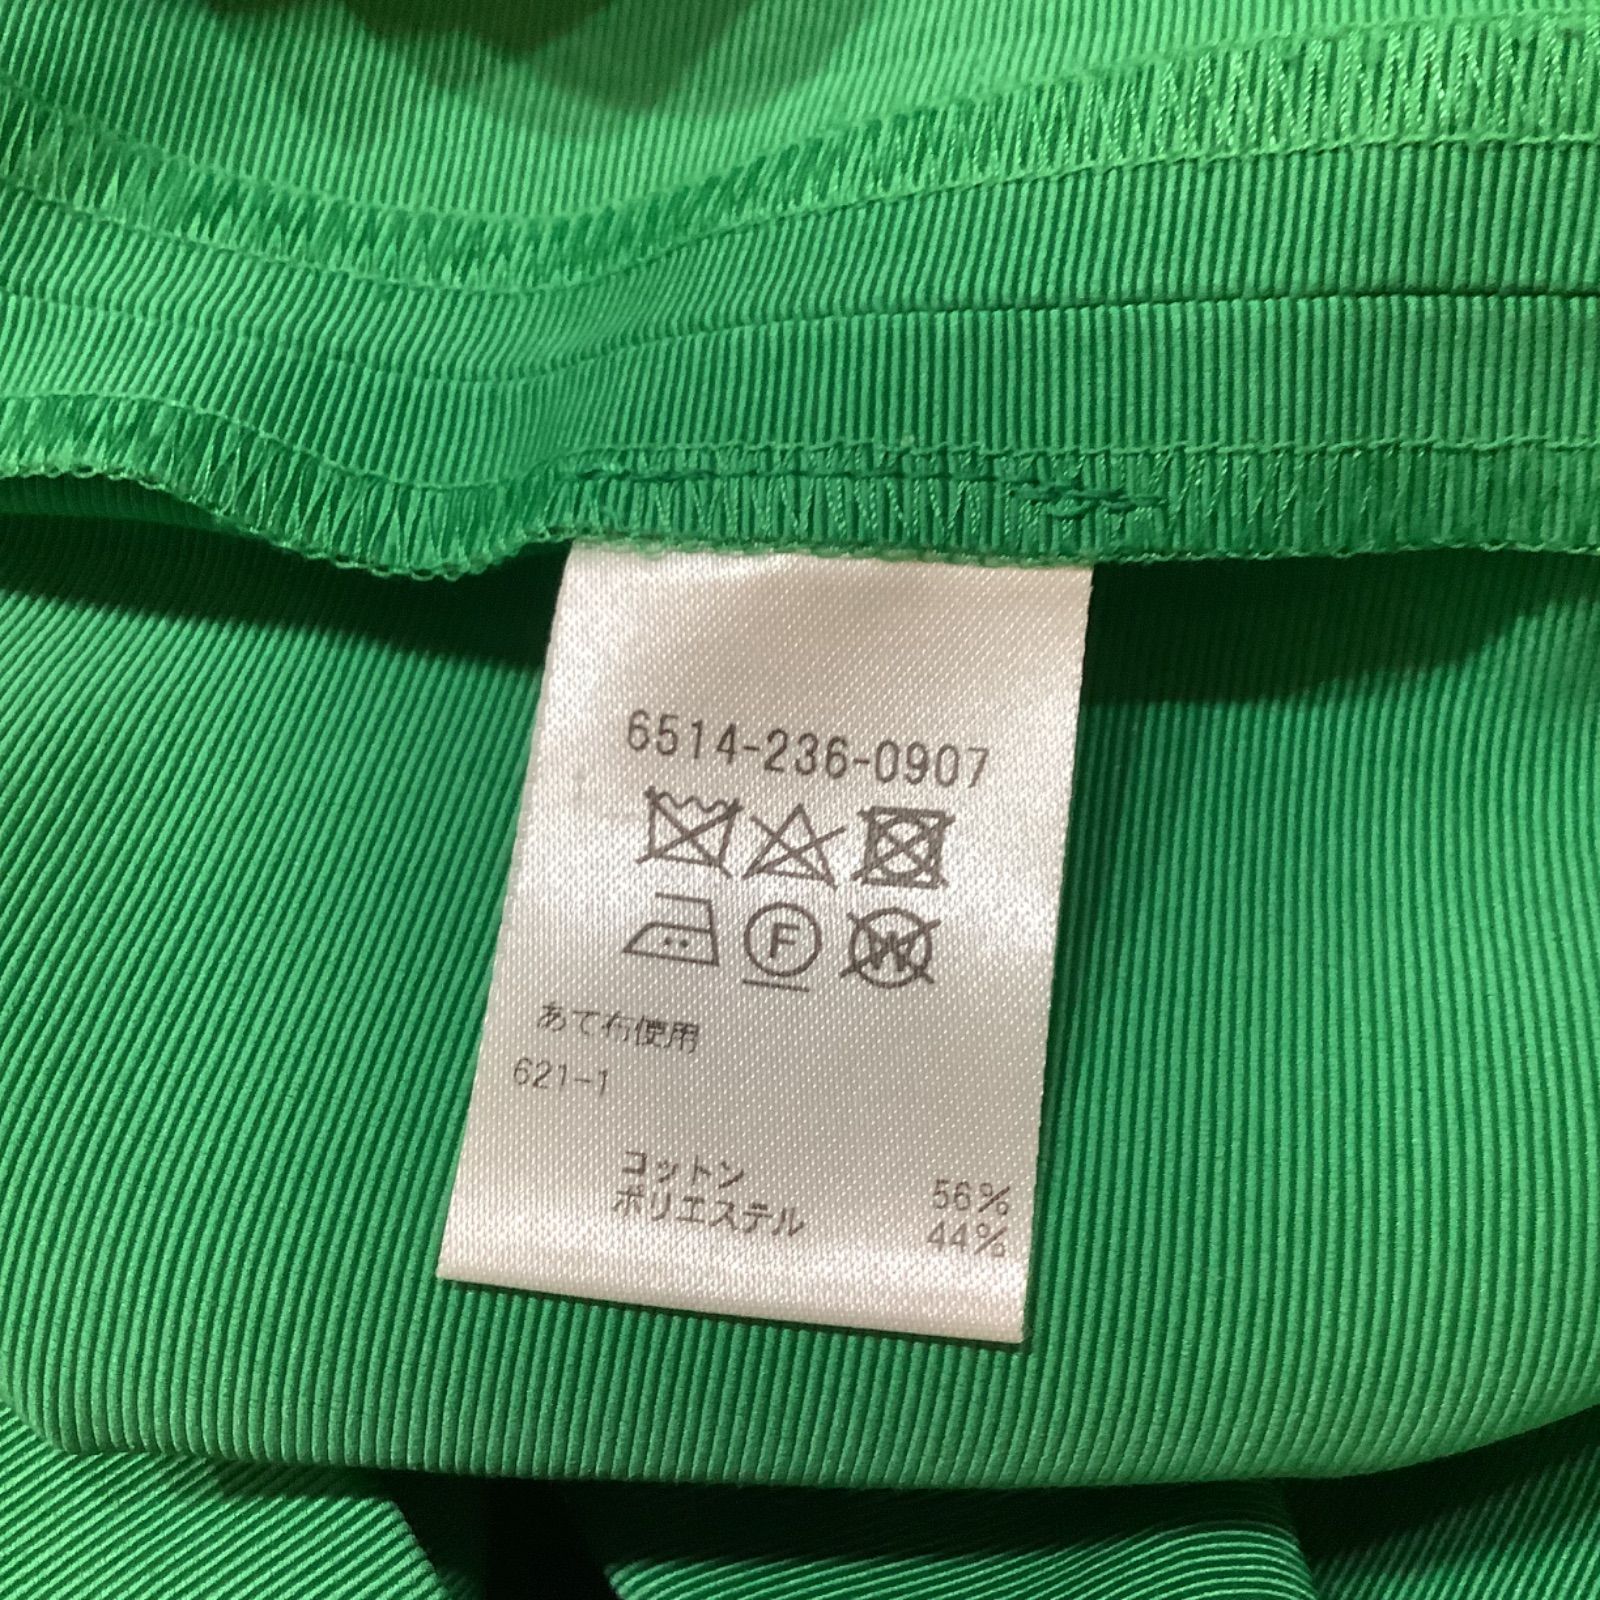 6514-236-0907
F
W
あて布使用
621-1
コットン 56%
ポリエステル 44%